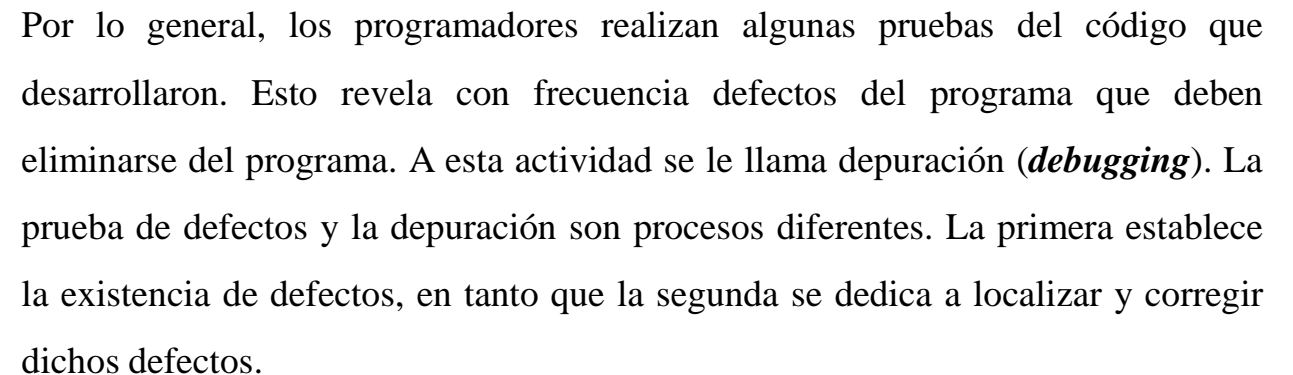 Por lo general, los programadores realizan algunas pruebas del código que
desarrollaron. Esto revela con frecuencia defectos del programa que deben
eliminarse del programa. A esta actividad se le llama depuración (debugging). La
prueba de defectos y la depuración son procesos diferentes. La primera establece
la existencia de defectos, en tanto que la segunda se dedica a localizar y corregir
dichos defectos.